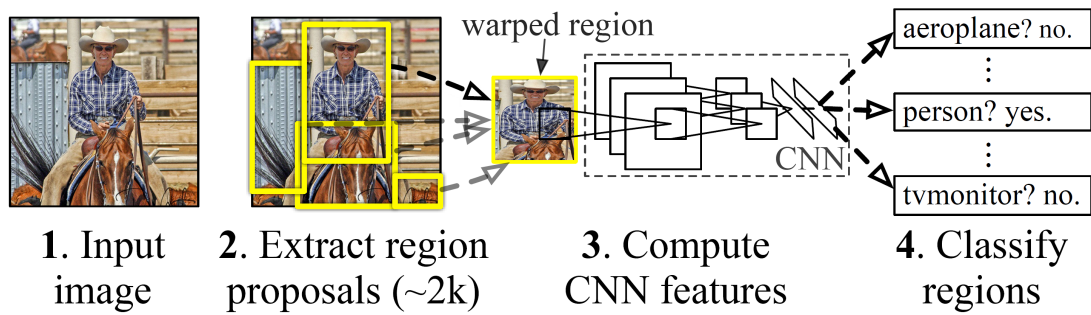 warped region
aeroplane? no.
⋮
person? yes.
⋮
tvmonitor? no.
CNN
1. Input
image
2. Extract region
proposals (~2k)
3. Compute
CNN features
4. Classify
regions